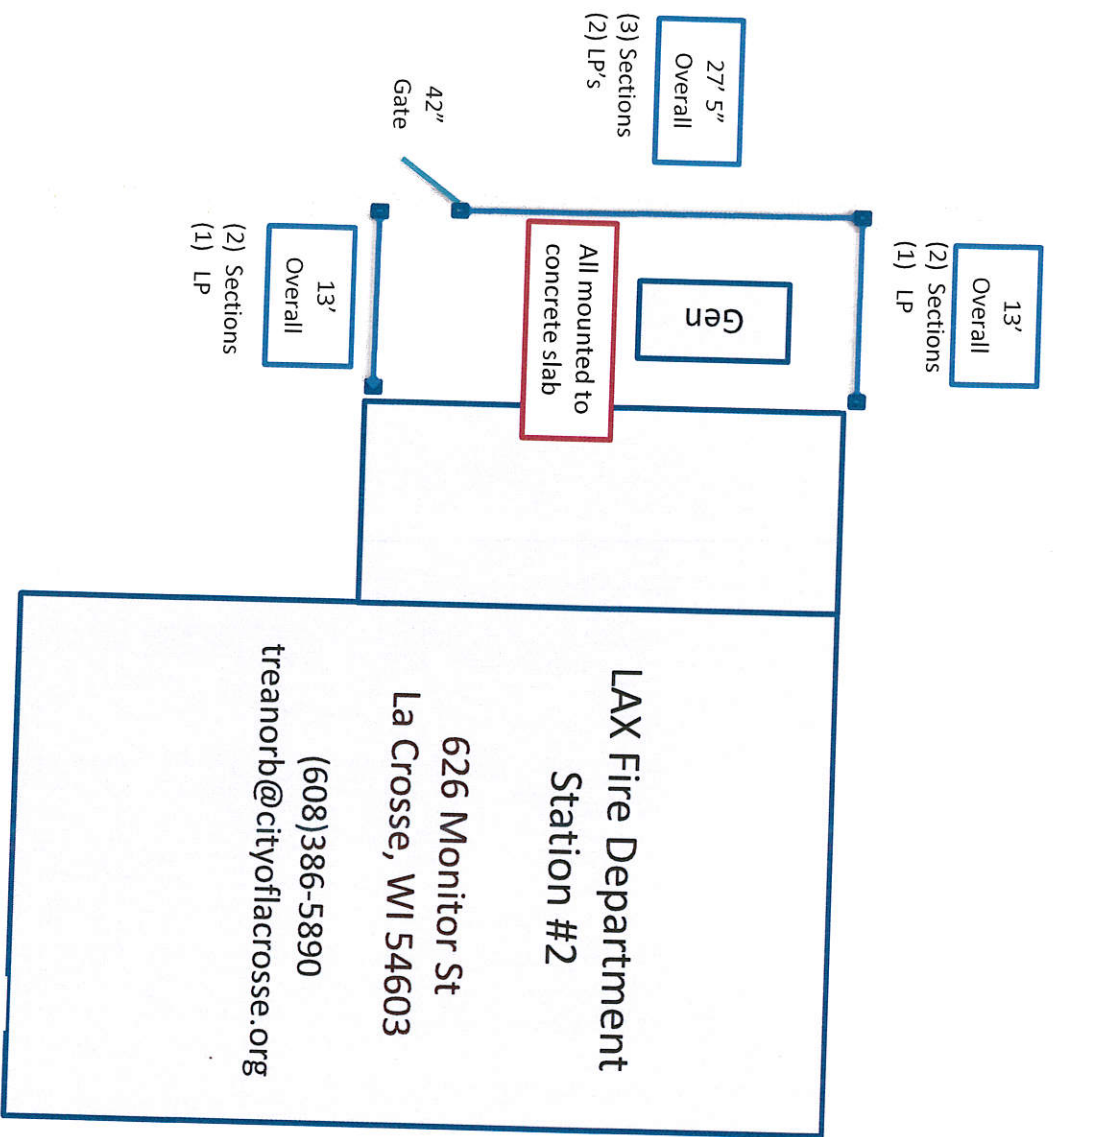 13’
Overall
(2) Sections
(1) LP
27’ 5”
Overall
(3) Sections
(2) LP’s
Gen
All mounted to
concrete slab
42”
Gate
13’
Overall
(2) Sections
(1) LP
LAX Fire Department
Station #2
626 Monitor St
La Crosse, WI 54603
(608)386-5890
treanorb@cityoflacrosse.org